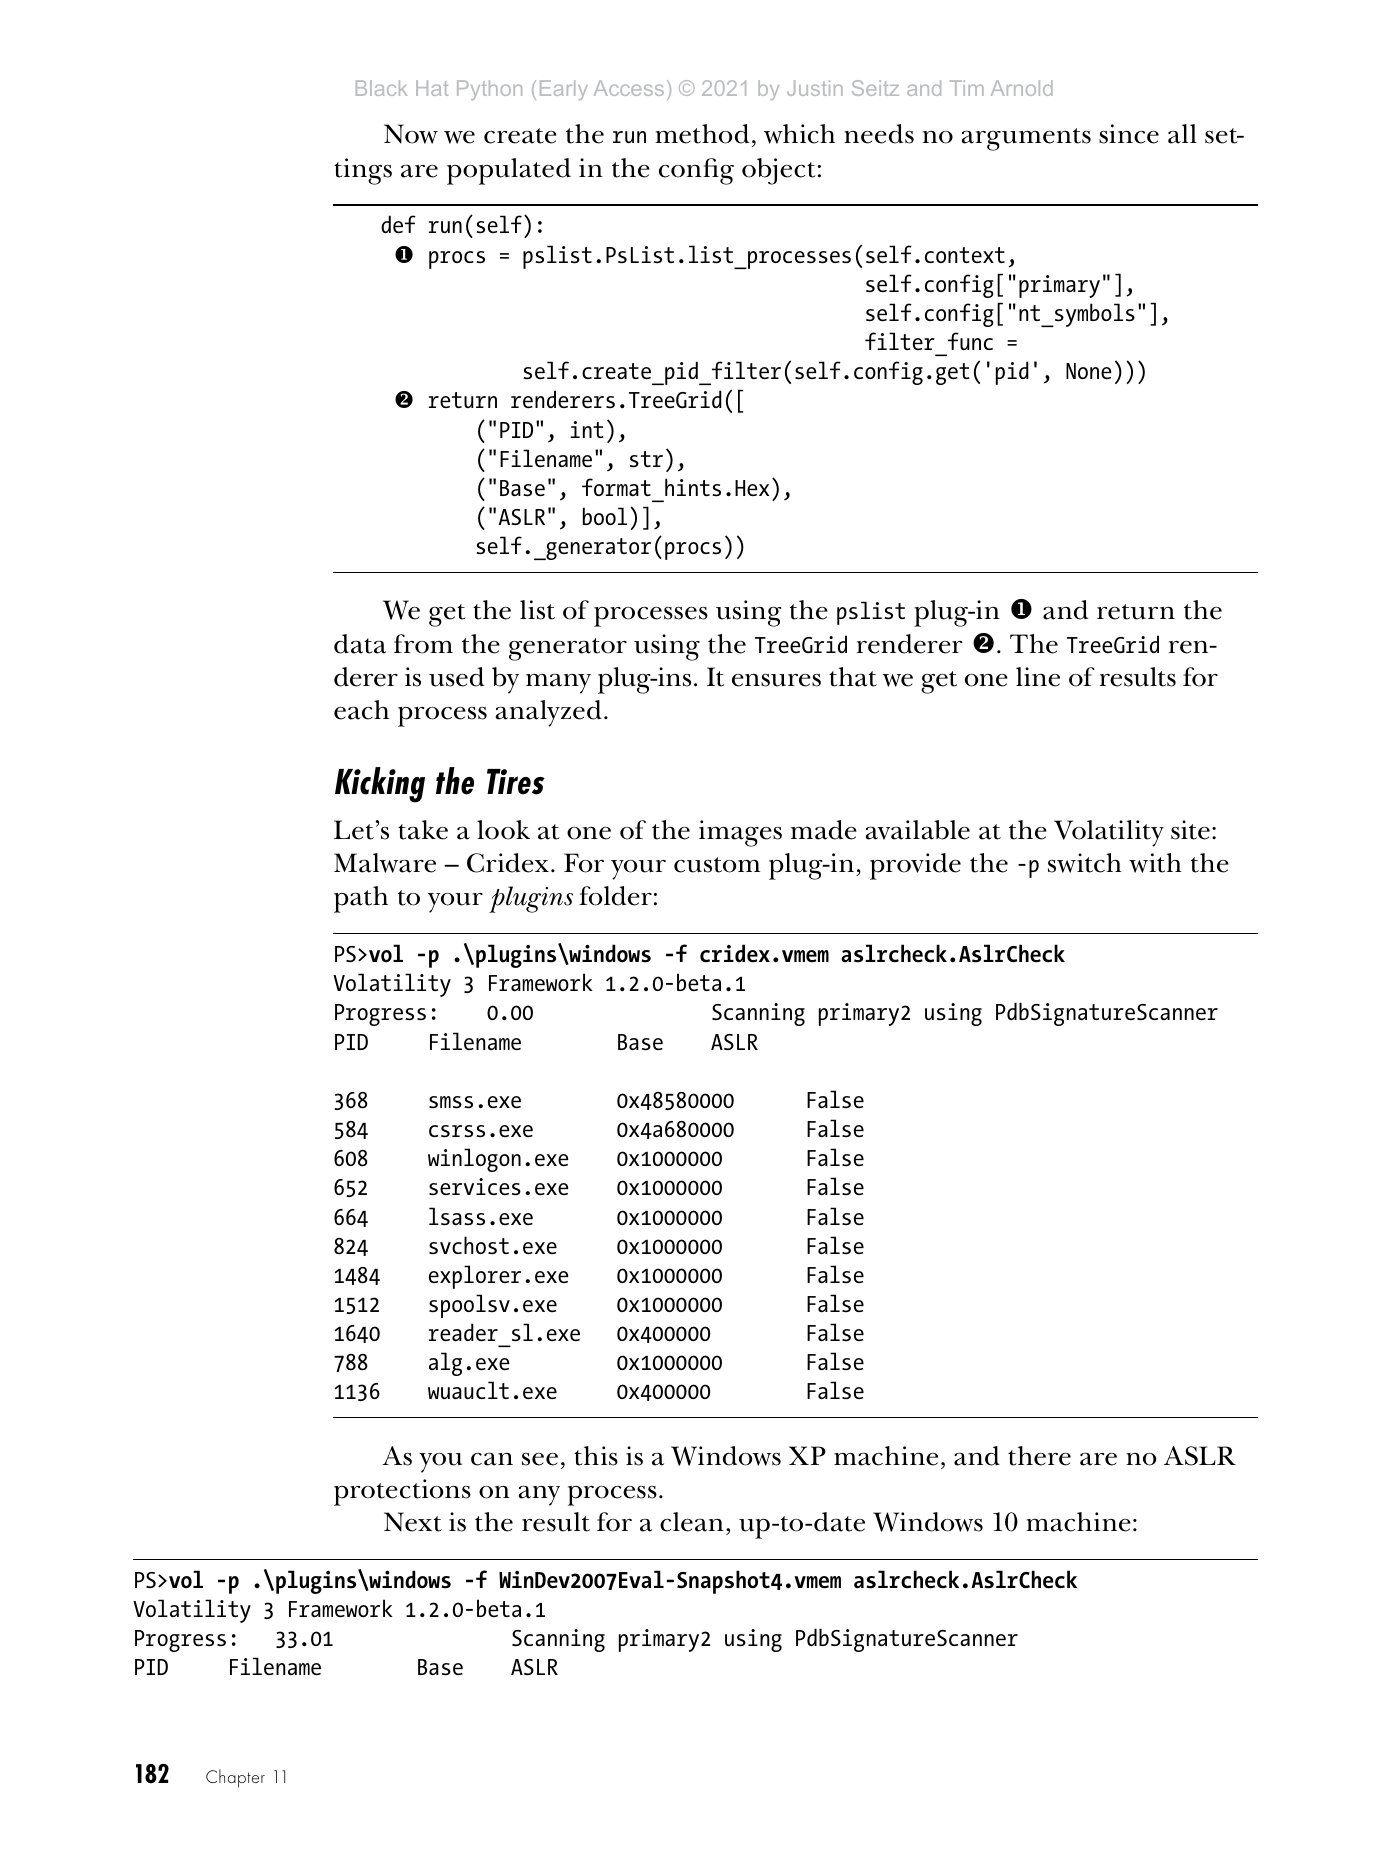 Black Hat Python (Early Access) © 2021 by Justin Seitz and Tim Arnold
Now we create the run method, which needs no arguments since all set-
tings are populated in the config object:
def run(self):
❶ procs = pslist.PsList.list_processes(self.context,
self.config["primary"],
self.config["nt_symbols"],
filter_func =
self.create_pid_filter(self.config.get('pid', None)))
❷ return renderers.TreeGrid([
("PID", int),
("Filename", str),
("Base", format_hints.Hex),
("ASLR", bool)],
self._generator(procs))
We get the list of processes using the pslist plug-in ❶ and return the
data from the generator using the TreeGrid renderer ❷. The TreeGrid ren-
derer is used by many plug-ins. It ensures that we get one line of results for
each process analyzed.
Kicking the Tires
Let’s take a look at one of the images made available at the Volatility site:
Malware – Cridex. For your custom plug-in, provide the -p switch with the
path to your plugins folder:
PS>vol -p .\plugins\windows -f cridex.vmem aslrcheck.AslrCheck
Volatility 3 Framework 1.2.0-beta.1
Progress:    0.00               Scanning primary2 using PdbSignatureScanner
PID     Filename        Base    ASLR
368     smss.exe        0x48580000      False
584     csrss.exe       0x4a680000      False
608     winlogon.exe    0x1000000       False
652     services.exe    0x1000000       False
664     lsass.exe       0x1000000       False
824     svchost.exe     0x1000000       False
1484    explorer.exe    0x1000000       False
1512    spoolsv.exe     0x1000000       False
1640    reader_sl.exe   0x400000        False
788     alg.exe         0x1000000       False
1136    wuauclt.exe     0x400000        False
As you can see, this is a Windows XP machine, and there are no ASLR
protections on any process.
Next is the result for a clean, up-to-date Windows 10 machine:
PS>vol -p .\plugins\windows -f WinDev2007Eval-Snapshot4.vmem aslrcheck.AslrCheck
Volatility 3 Framework 1.2.0-beta.1
Progress:   33.01               Scanning primary2 using PdbSignatureScanner
PID     Filename        Base    ASLR
182 Chapter 11